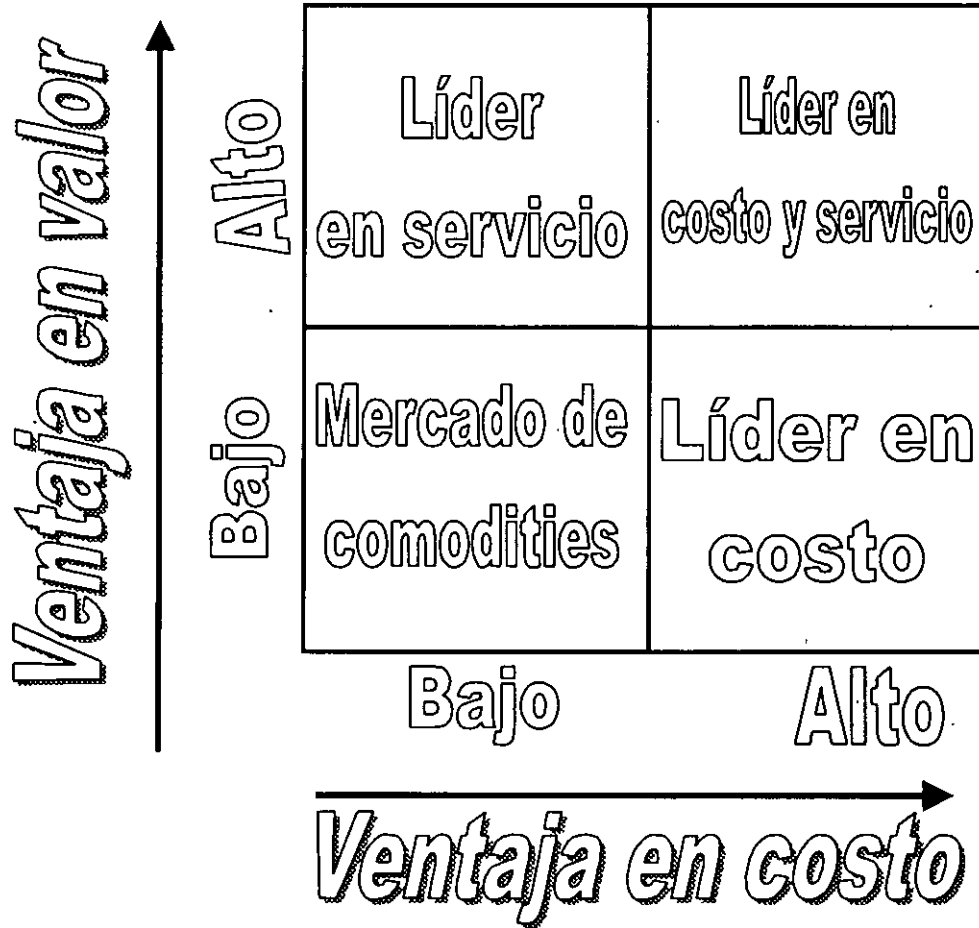 Ventaja en valor
Alto
Líder
en servicio
Líder en
costo y servicio
Bajo
Mercado de
comodities
Líder en
costo
Bajo
Alto
Ventaja en costo